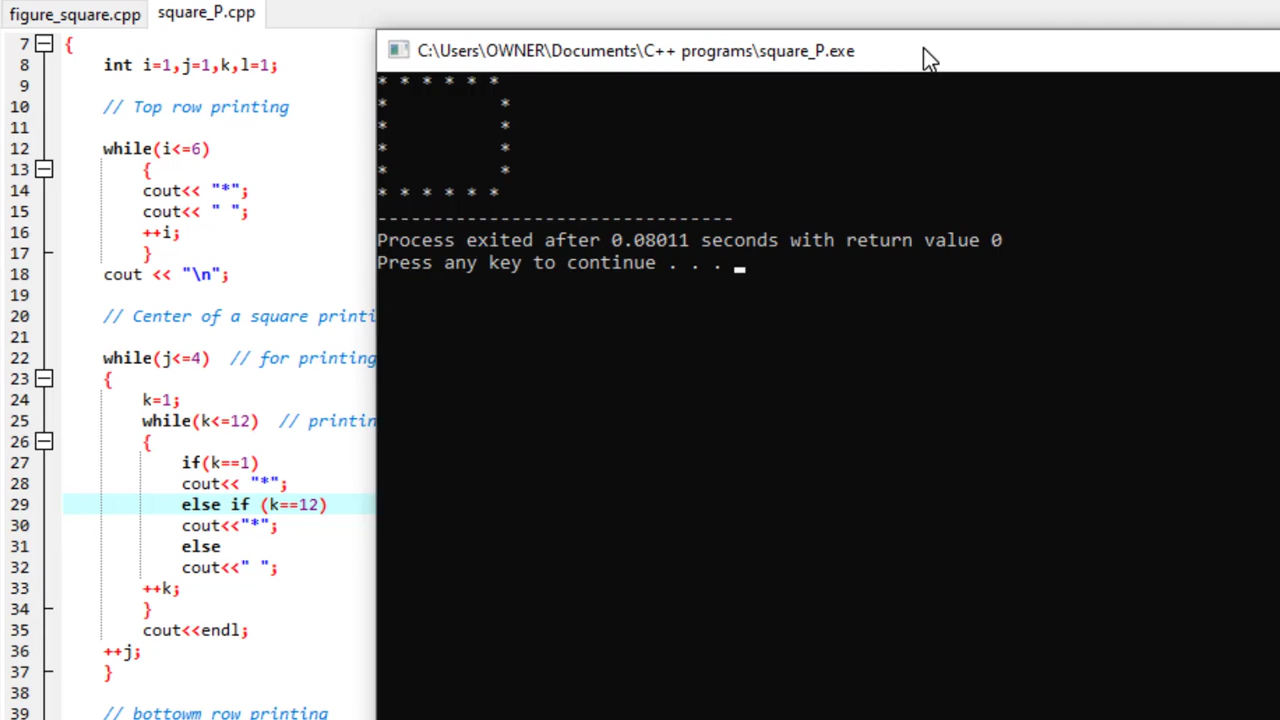 figure_square.cpp square_P.cpp
7 {
8 int i=1,j=1,k,l=1;
9
10 // Top row printing
11
12 while(i<=6)
13 {
14 cout<< "*";
15 cout<< " ";
16 ++i;
17 }
18 cout << "\n";
19
20 // Center of a square printi
21
22 while(j<=4) // for printing
23 {
24 k=1;
25 while(k<=12) // printin
26 {
27 if(k==1)
28 cout<< "*";
29 else if (k==12)
30 cout<<"*";
31 else
32 cout<<" ";
33 ++k;
34 }
35 cout<<endl;
36 ++j;
37 }
38
39 // bottowm row printing
C:\Users\OWNER\Documents\C++ programs\square_P.exe
* * * * * *
*          *
*          *
*          *
*          *
* * * * * *
--------------------------------
Process exited after 0.08011 seconds with return value 0
Press any key to continue . . .